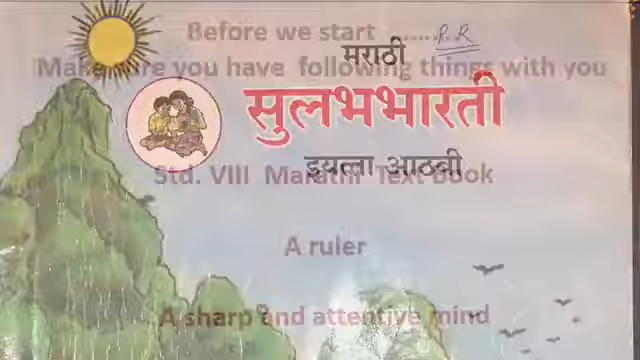 Before we start ......
P.R
मराठी
Make sure you have following things with you
सुलभभारती
इयत्ता आठवी
Std. VIII Marathi Text Book
A ruler
A sharp and attentive mind